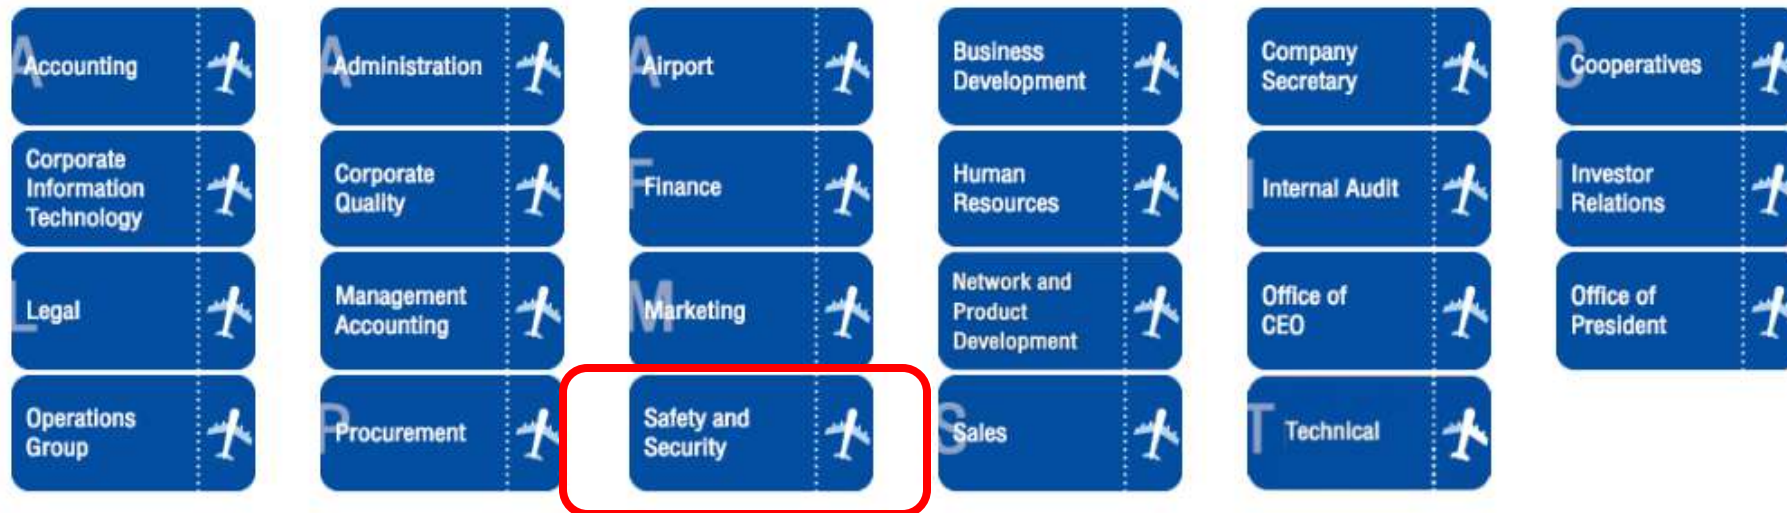 Accounting
Administration
Airport
Business
Development
Company
Secretary
Cooperatives
Corporate
Information
Technology
Corporate
Quality
Finance
Human
Resources
Internal Audit
Investor
Relations
Legal
Management
Accounting
Marketing
Network and
Product
Development
Office of
CEO
Office of
President
Operations
Group
Procurement
Safety and
Security
Sales
Technical